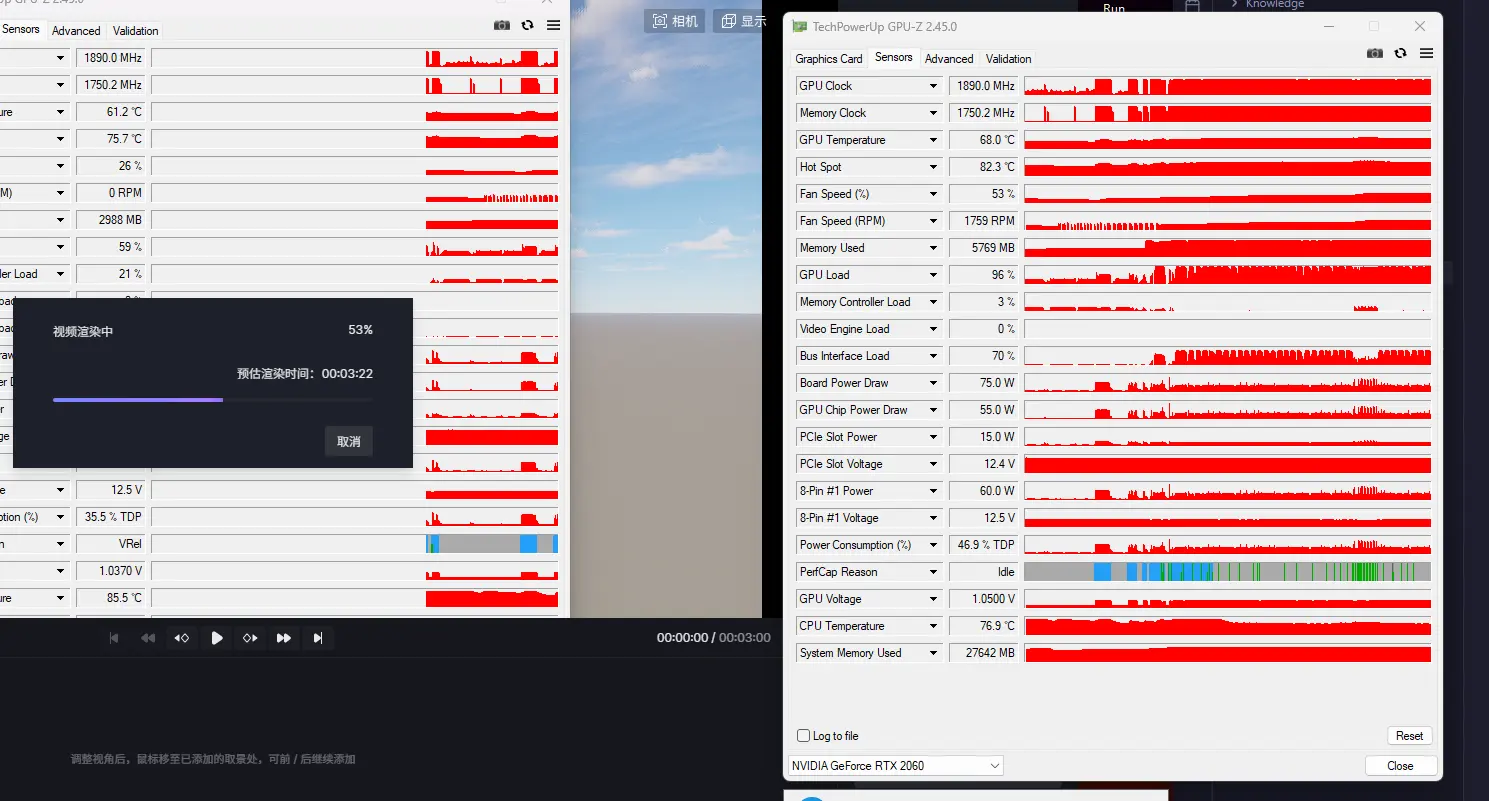 Sensors
Advanced
Validation
1890.0 MHz
1750.2 MHz
ure
61.2 °C
75.7 °C
26 %
M)
0 RPM
2988 MB
59 %
ler Load
21 %
视频渲染中
53%
预估渲染时间：00:03:22
取消
12.5 V
ption (%)
35.5 % TDP
VRel
1.0370 V
ure
85.5 °C
相机
显示
00:00:00 / 00:03:00
调整视角后，鼠标移至已添加的取景处，可前 / 后继续添加
Run
Knowledge
TechPowerUp GPU-Z 2.45.0
Graphics Card
Sensors
Advanced
Validation
GPU Clock 1890.0 MHz
Memory Clock 1750.2 MHz
GPU Temperature 68.0 °C
Hot Spot 82.3 °C
Fan Speed (%) 53 %
Fan Speed (RPM) 1759 RPM
Memory Used 5769 MB
GPU Load 96 %
Memory Controller Load 3 %
Video Engine Load 0 %
Bus Interface Load 70 %
Board Power Draw 75.0 W
GPU Chip Power Draw 55.0 W
PCIe Slot Power 15.0 W
PCIe Slot Voltage 12.4 V
8-Pin #1 Power 60.0 W
8-Pin #1 Voltage 12.5 V
Power Consumption (%) 46.9 % TDP
PerfCap Reason Idle
GPU Voltage 1.0500 V
CPU Temperature 76.9 °C
System Memory Used 27642 MB
Log to file
Reset
NVIDIA GeForce RTX 2060
Close